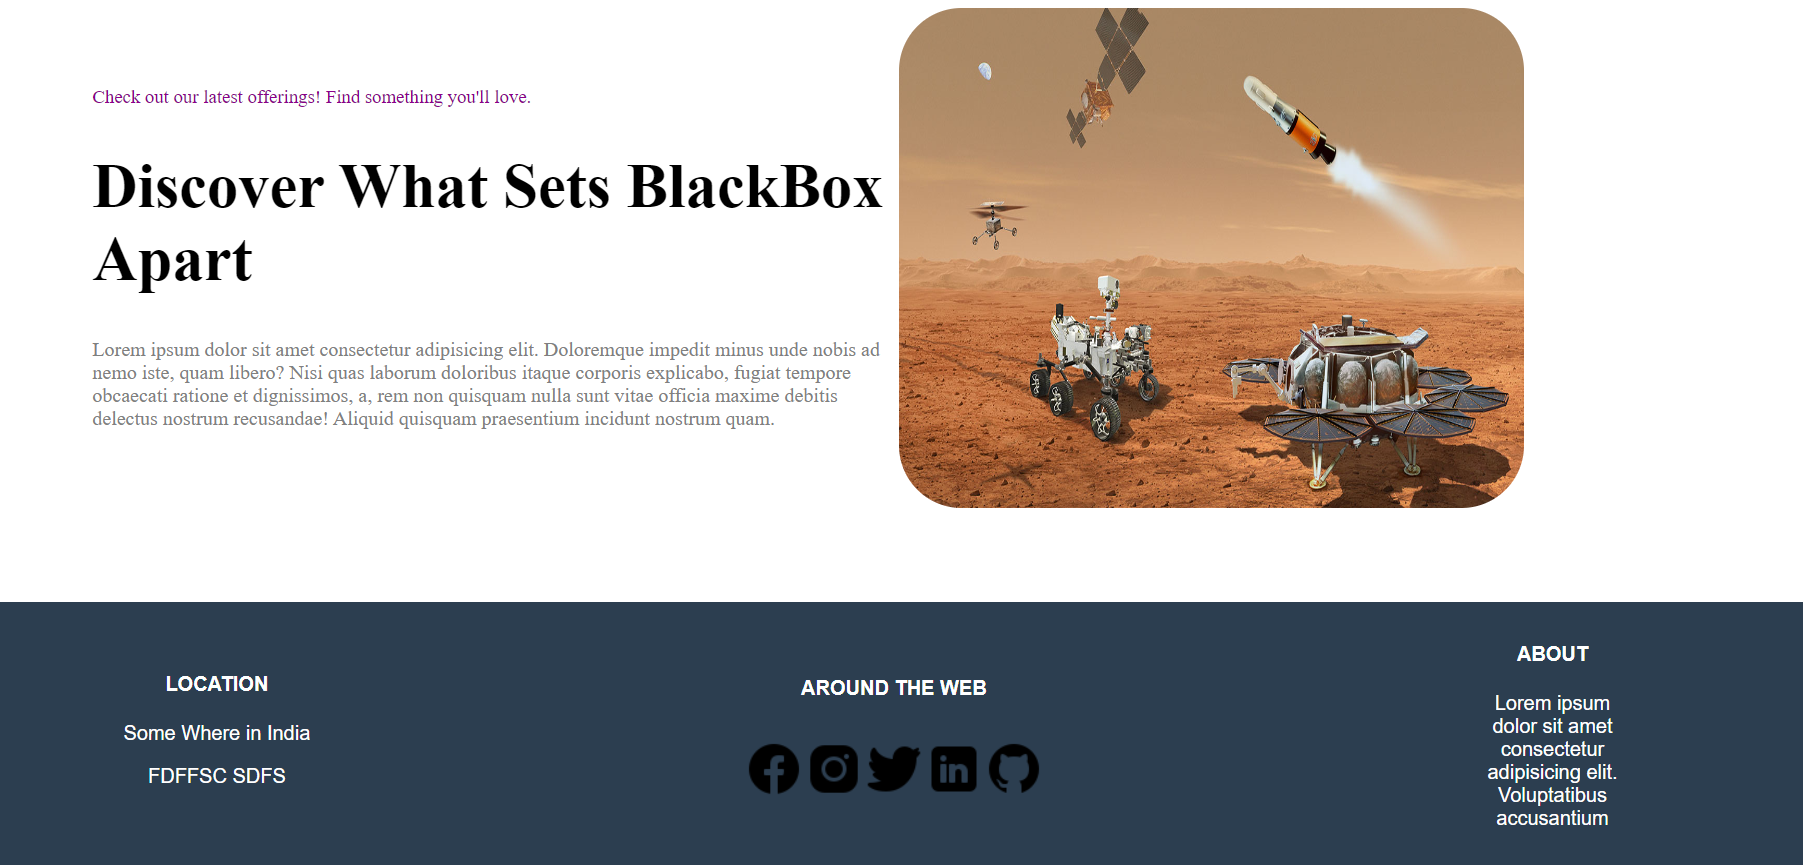 Check out our latest offerings! Find something you'll love.
Discover What Sets BlackBox
Apart
Lorem ipsum dolor sit amet consectetur adipisicing elit. Doloremque impedit minus unde nobis ad
nemo iste, quam libero? Nisi quas laborum doloribus itaque corporis explicabo, fugiat tempore
obcaecati ratione et dignissimos, a, rem non quisquam nulla sunt vitae officia maxime debitis
delectus nostrum recusandae! Aliquid quisquam praesentium incidunt nostrum quam.
LOCATION
Some Where in India
FDFFSC SDFS
AROUND THE WEB
ABOUT
Lorem ipsum
dolor sit amet
consectetur
adipisicing elit.
Voluptatibus
accusantium